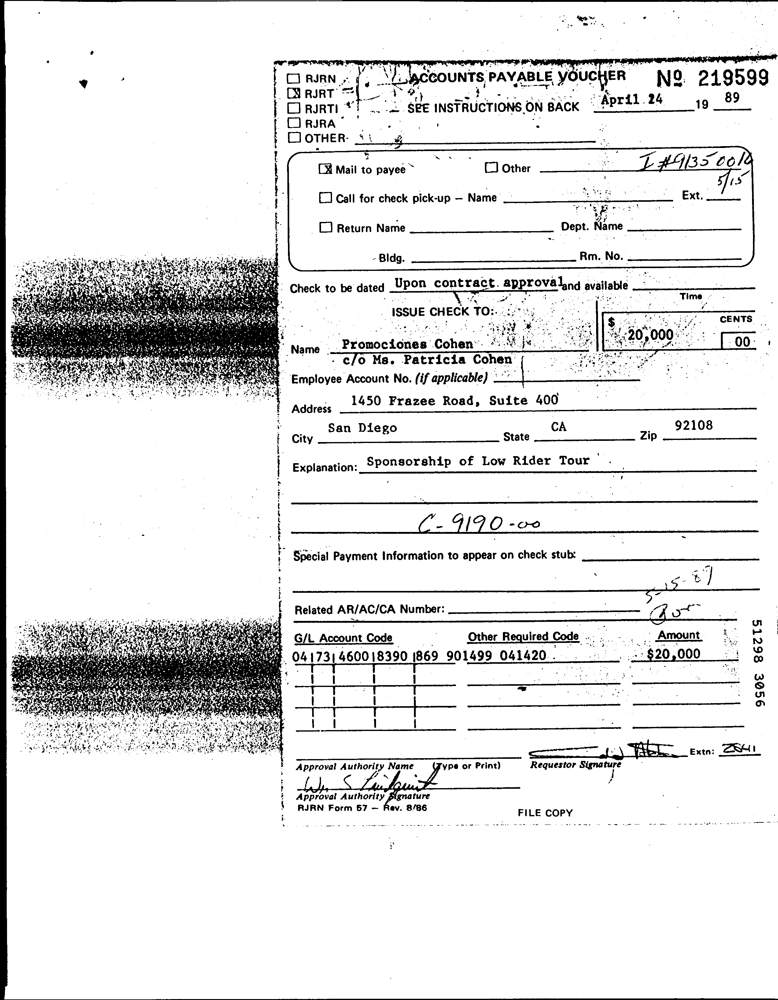 ☐ RJRN ACCOUNTS PAYABLE VOUCHER Nº 219599
☒ RJRT
☐ RJRTI SEE INSTRUCTIONS ON BACK April 24 19 89
☐ RJRA
☐ OTHER
☒ Mail to payee ☐ Other I #91350010
5/15
☐ Call for check pick-up – Name Ext.
☐ Return Name Dept. Name
Bldg. Rm. No.
Check to be dated Upon contract approval and available
Time
ISSUE CHECK TO:
$ 20,000 CENTS 00
Name Promociones Cohen
c/o Ms. Patricia Cohen
Employee Account No. (if applicable)
Address 1450 Frazee Road, Suite 400
City San Diego State CA Zip 92108
Explanation: Sponsorship of Low Rider Tour
C-9190-00
Special Payment Information to appear on check stub:
5-15-89
Related AR/AC/CA Number:
G/L Account Code Other Required Code Amount
04|73|4600|8390|869 901499 041420 $20,000
51298 3056
Extn: 2841
Approval Authority Name (Type or Print) Requestor Signature
Approval Authority Signature
RJRN Form 57 – Rev. 8/86
FILE COPY